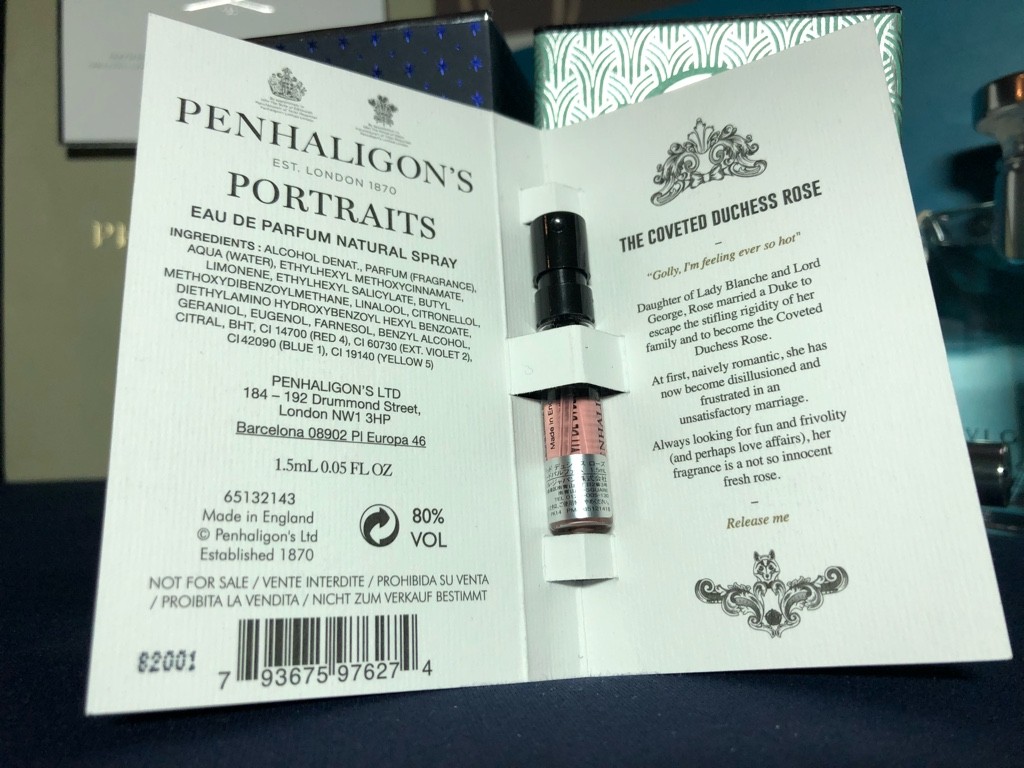 PENHALIGON'S
EST. LONDON 1870
PORTRAITS
EAU DE PARFUM NATURAL SPRAY
INGREDIENTS : ALCOHOL DENAT., PARFUM (FRAGRANCE),
AQUA (WATER), ETHYLHEXYL METHOXYCINNAMATE,
LIMONENE, ETHYLHEXYL SALICYLATE, BUTYL
METHOXYDIBENZOYLMETHANE, LINALOOL, CITRONELLOL,
DIETHYLAMINO HYDROXYBENZOYL HEXYL BENZOATE,
GERANIOL, EUGENOL, FARNESOL, BENZYL ALCOHOL,
CITRAL, BHT, CI 14700 (RED 4), CI 60730 (EXT. VIOLET 2),
CI 42090 (BLUE 1), CI 19140 (YELLOW 5)
PENHALIGON'S LTD
184 – 192 Drummond Street,
London NW1 3HP
Barcelona 08902 Pl Europa 46
1.5mL 0.05 FL OZ
65132143
Made in England
© Penhaligon's Ltd
Established 1870
80%
VOL
NOT FOR SALE / VENTE INTERDITE / PROHIBIDA SU VENTA
/ PROIBITA LA VENDITA / NICHT ZUM VERKAUF BESTIMMT
82001
7 93675 97627 4
Made in En
THE COVETED DUCHESS ROSE
"Golly, I'm feeling ever so hot"
Daughter of Lady Blanche and Lord
George, Rose married a Duke to
escape the stifling rigidity of her
family and to become the Coveted
Duchess Rose.
At first, naively romantic, she has
now become disillusioned and
frustrated in an
unsatisfactory marriage.
Always looking for fun and frivolity
(and perhaps love affairs), her
fragrance is a not so innocent
fresh rose.
Release me